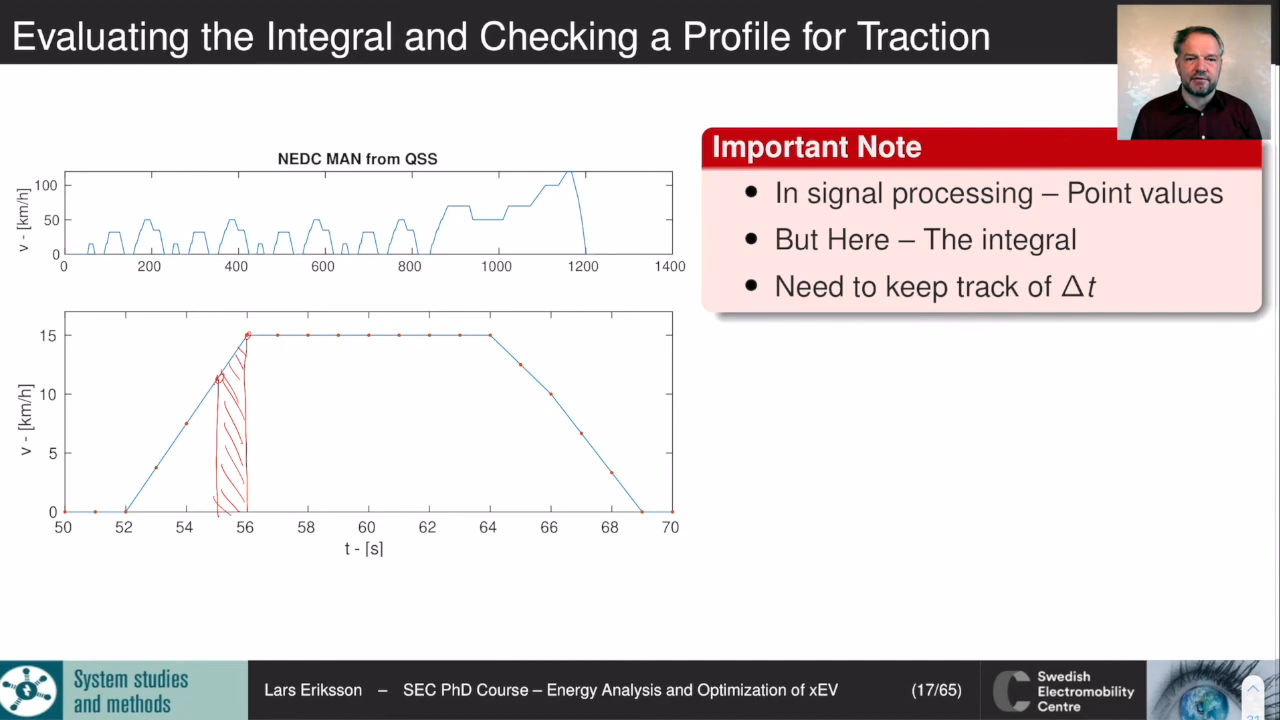 Evaluating the Integral and Checking a Profile for Traction
NEDC MAN from QSS
v - [km/h]
100
50
0
0 200 400 600 800 1000 1200 1400
v - [km/h]
15
10
5
0
50 52 54 56 58 60 62 64 66 68 70
t - [s]
Important Note
• In signal processing – Point values
• But Here – The integral
• Need to keep track of Δt
System studies
and methods
Lars Eriksson – SEC PhD Course – Energy Analysis and Optimization of xEV (17/65)
Swedish
Electromobility
Centre